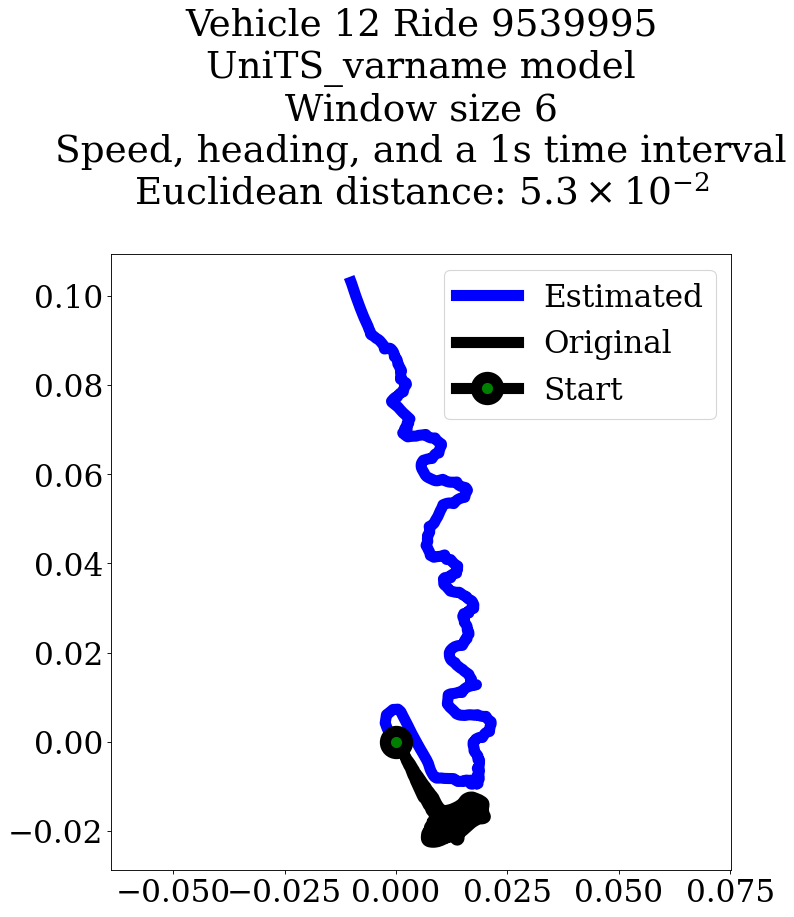 Vehicle 12 Ride 9539995
UniTS_varname model
Window size 6
Speed, heading, and a 1s time interval
Euclidean distance: 5.3 × 10⁻²
Estimated
Original
Start
0.10
0.08
0.06
0.04
0.02
0.00
−0.02
−0.050 −0.025 0.000 0.025 0.050 0.075